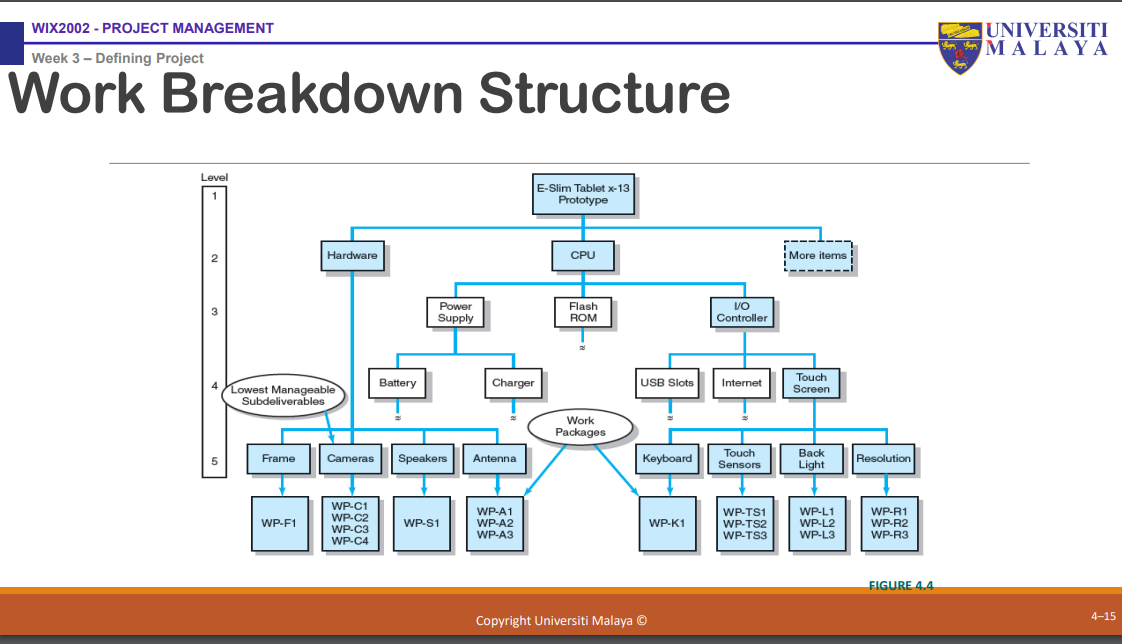 WIX2002 - PROJECT MANAGEMENT
UNIVERSITI
MALAYA
Week 3 – Defining Project
Work Breakdown Structure
Level
1
E-Slim Tablet x-13
Prototype
2
Hardware
CPU
More items
3
Power
Supply
Flash
ROM
I/O
Controller
4
Lowest Manageable
Subdeliverables
Battery
Charger
USB Slots
Internet
Touch
Screen
Work
Packages
5
Frame
Cameras
Speakers
Antenna
Keyboard
Touch
Sensors
Back
Light
Resolution
WP-F1
WP-C1
WP-C2
WP-C3
WP-C4
WP-S1
WP-A1
WP-A2
WP-A3
WP-K1
WP-TS1
WP-TS2
WP-TS3
WP-L1
WP-L2
WP-L3
WP-R1
WP-R2
WP-R3
FIGURE 4.4
Copyright Universiti Malaya ©
4–15